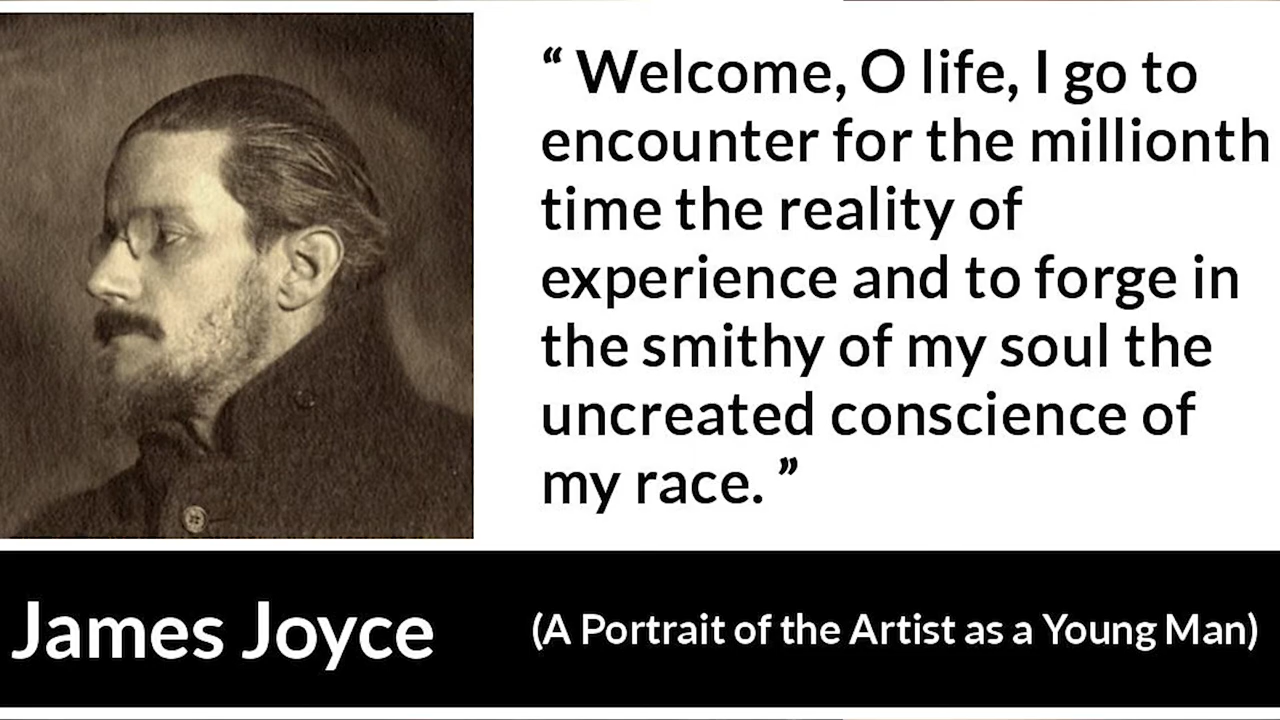 “ Welcome, O life, I go to
encounter for the millionth
time the reality of
experience and to forge in
the smithy of my soul the
uncreated conscience of
my race. ”
James Joyce
(A Portrait of the Artist as a Young Man)